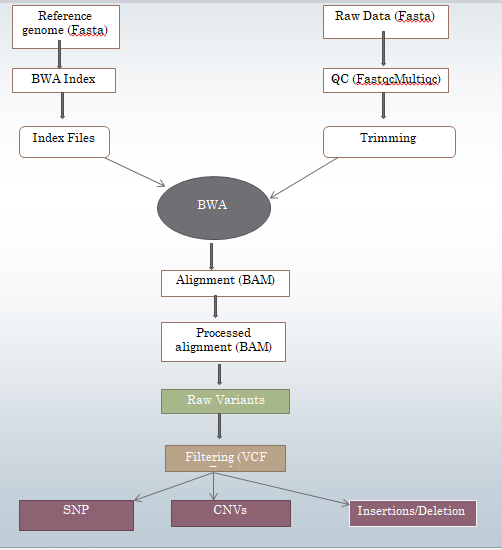 Reference
genome (Fasta)
Raw Data (Fasta)
BWA Index
QC (FastqcMultiqc)
Index Files
Trimming
BWA
Alignment (BAM)
Processed
alignment (BAM)
Raw Variants
Filtering (VCF
SNP
CNVs
Insertions/Deletion